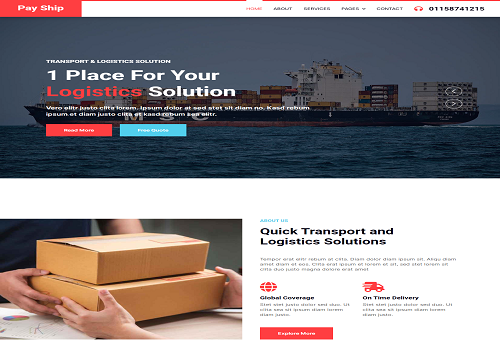 Pay Ship
HOME ABOUT SERVICES PAGES CONTACT 01158741215
TRANSPORT & LOGISTICS SOLUTION
1 Place For Your
Logistics Solution
Vero elitr justo clita lorem. Ipsum dolor at sed stet sit diam no. Kasd rebum
ipsum et diam justo clita et kasd rebum sea elitr.
MSC
Read More Free Quote
ABOUT US
Quick Transport and
Logistics Solutions
Tempor erat elitr rebum at clita. Diam dolor diam ipsum sit. Aliqu diam
amet diam et eos. Clita erat ipsum et lorem et sit, sed stet lorem sit
clita duo justo magna dolore erat amet
Global Coverage
Stet stet justo dolor sed duo. Ut
clita sea sit ipsum diam lorem
diam justo.
On Time Delivery
Stet stet justo dolor sed duo. Ut
clita sea sit ipsum diam lorem
diam justo.
Explore More